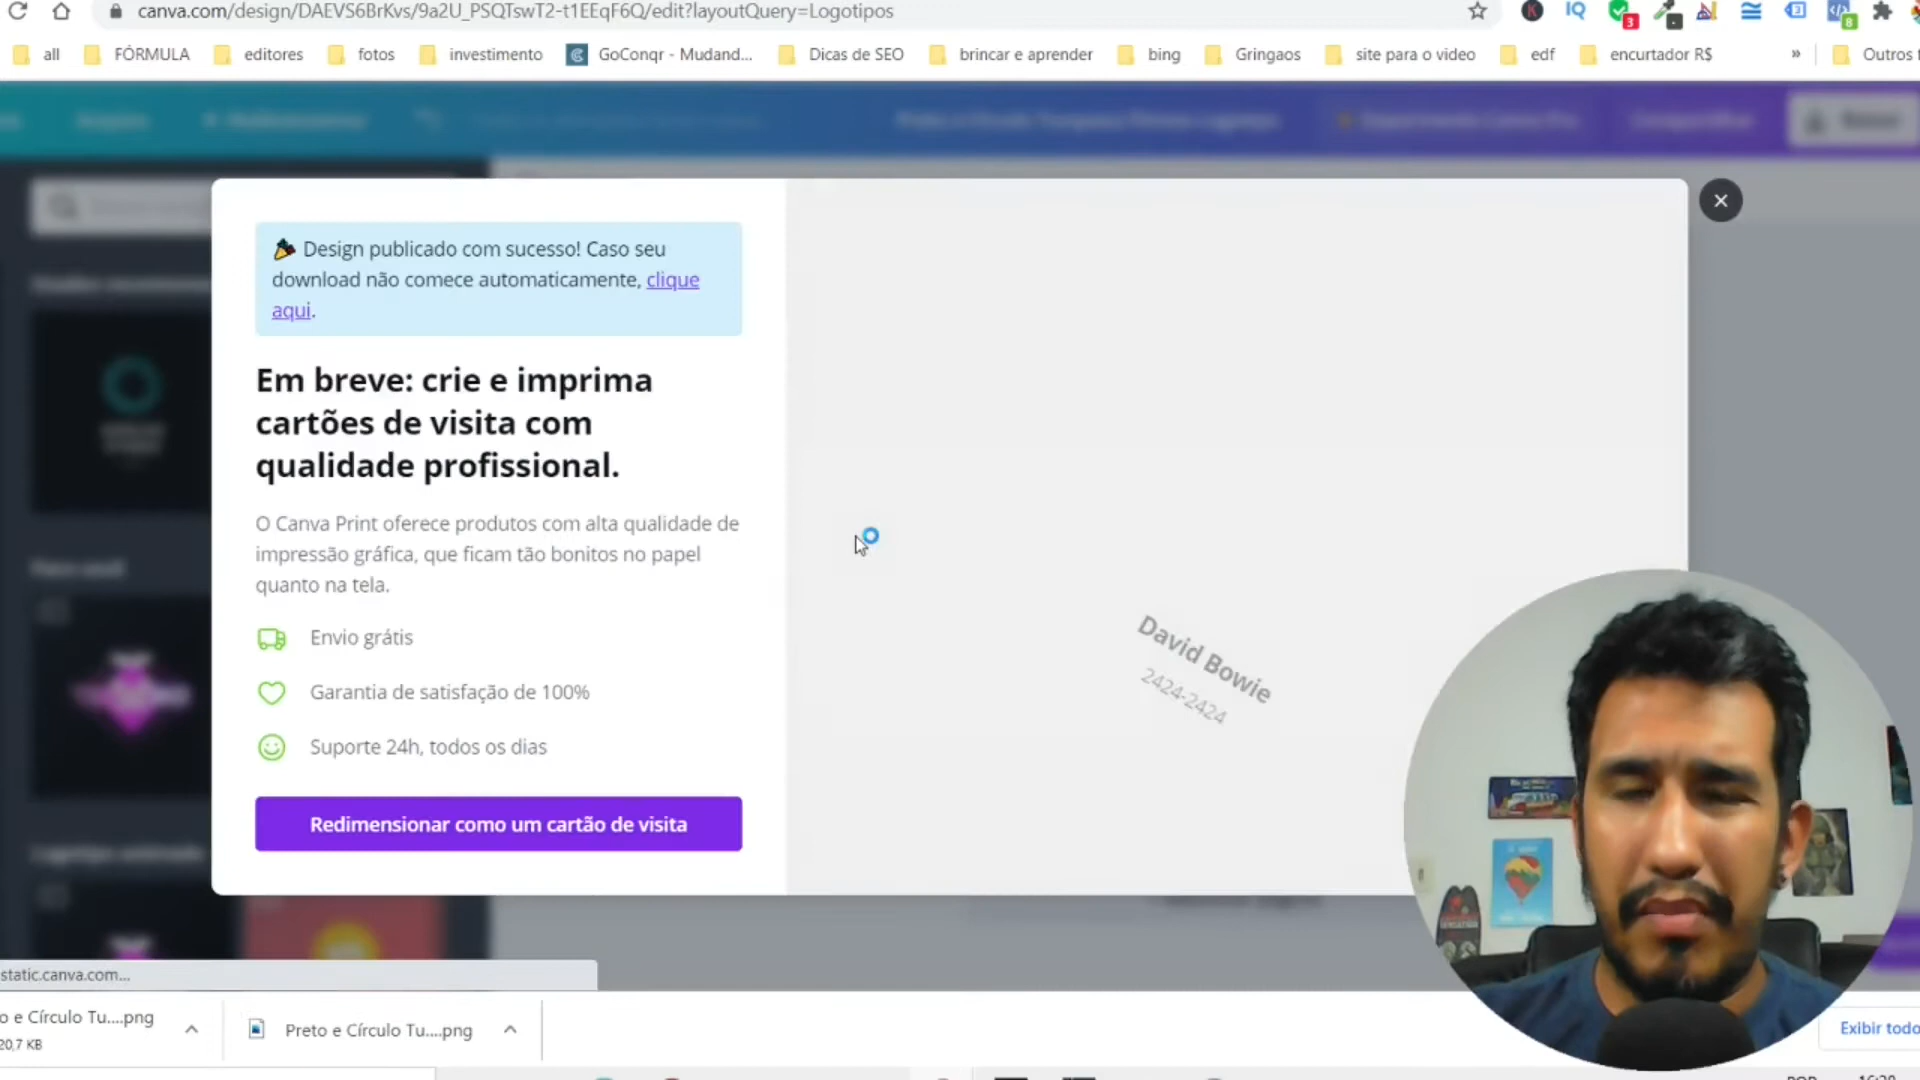 canva.com/design/DAEVS6BrKvs/9a2U_PSQTswT2-t1EEqF6Q/edit?layoutQuery=Logotipos
all
FÓRMULA
editores
fotos
investimento
GoConqr - Mudand...
Dicas de SEO
brincar e aprender
bing
Gringaos
site para o video
edf
encurtador R$
»
Outros
Design publicado com sucesso! Caso seu
download não comece automaticamente, clique
aqui.
Em breve: crie e imprima
cartões de visita com
qualidade profissional.
O Canva Print oferece produtos com alta qualidade de
impressão gráfica, que ficam tão bonitos no papel
quanto na tela.
Envio grátis
Garantia de satisfação de 100%
Suporte 24h, todos os dias
Redimensionar como um cartão de visita
David Bowie
2424-2424
static.canva.com...
o e Círculo Tu....png
20,7 KB
Preto e Círculo Tu....png
Exibir todo